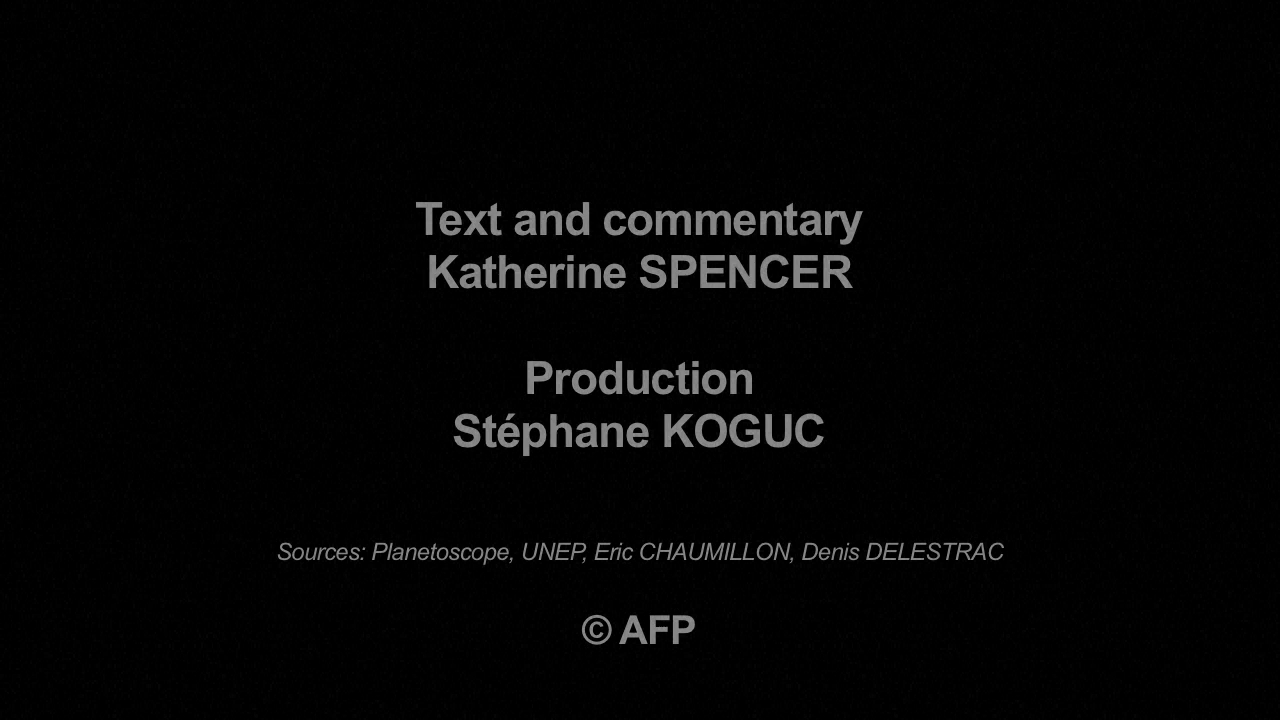 Text and commentary
Katherine SPENCER
Production
Stéphane KOGUC
Sources: Planetoscope, UNEP, Eric CHAUMILLON, Denis DELESTRAC
© AFP